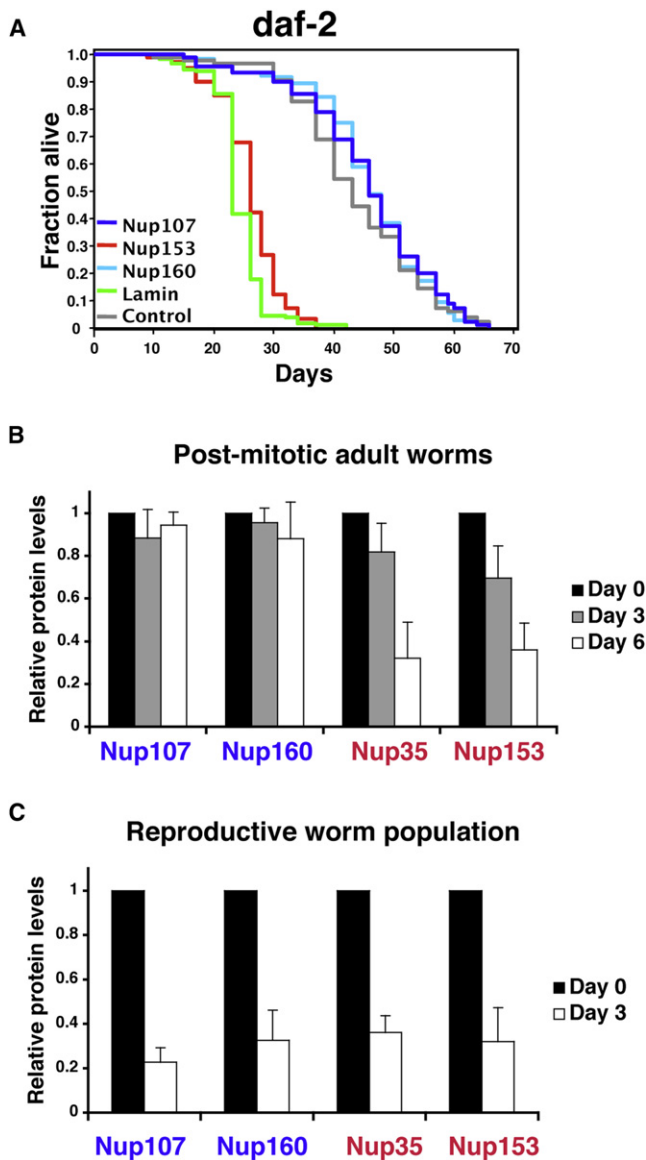 A
daf-2
Fraction alive
1.0
0.9
0.8
0.7
0.6
0.5
0.4
0.3
0.2
0.1
0
Nup107
Nup153
Nup160
Lamin
Control
0 10 20 30 40 50 60 70
Days
B
Post-mitotic adult worms
Relative protein levels
1
0.8
0.6
0.4
0.2
0
Day 0
Day 3
Day 6
Nup107 Nup160 Nup35 Nup153
C
Reproductive worm population
Relative protein levels
1
0.8
0.6
0.4
0.2
0
Day 0
Day 3
Nup107 Nup160 Nup35 Nup153